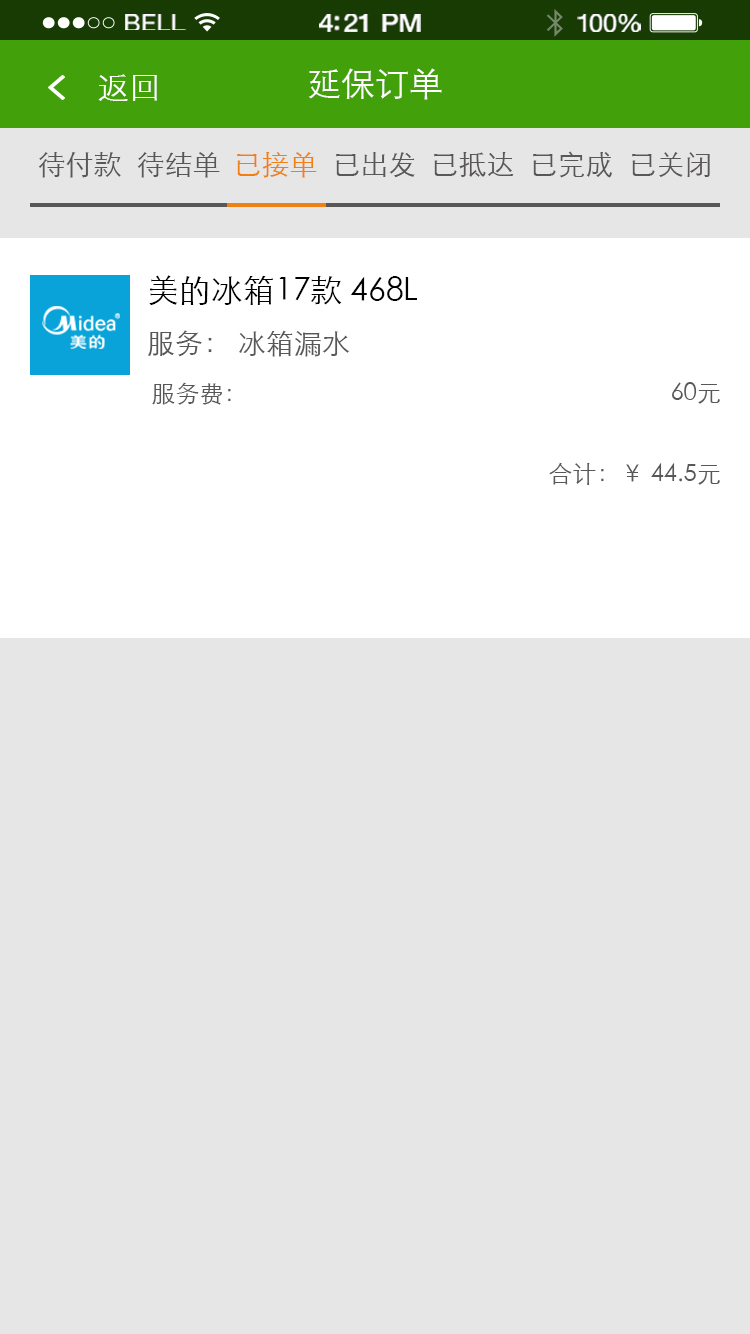 ●●●○○ BELL 4:21 PM 100%
返回 延保订单
待付款 待结单 已接单 已出发 已抵达 已完成 已关闭
美的冰箱17款 468L
Midea®
美的
服务： 冰箱漏水
服务费： 60元
合计：￥ 44.5元